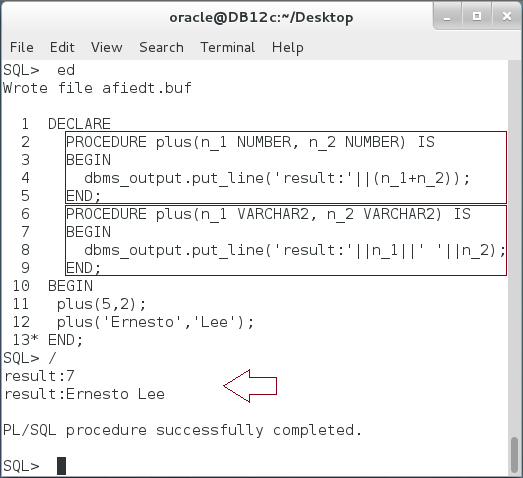 oracle@DB12c:~/Desktop
File Edit View Search Terminal Help
SQL>  ed
Wrote file afiedt.buf
  1  DECLARE
  2    PROCEDURE plus(n_1 NUMBER, n_2 NUMBER) IS
  3    BEGIN
  4      dbms_output.put_line('result:'||(n_1+n_2));
  5    END;
  6    PROCEDURE plus(n_1 VARCHAR2, n_2 VARCHAR2) IS
  7    BEGIN
  8      dbms_output.put_line('result:'||n_1||' '||n_2);
  9    END;
 10  BEGIN
 11   plus(5,2);
 12   plus('Ernesto','Lee');
 13* END;
SQL> /
result:7
result:Ernesto Lee
PL/SQL procedure successfully completed.
SQL>